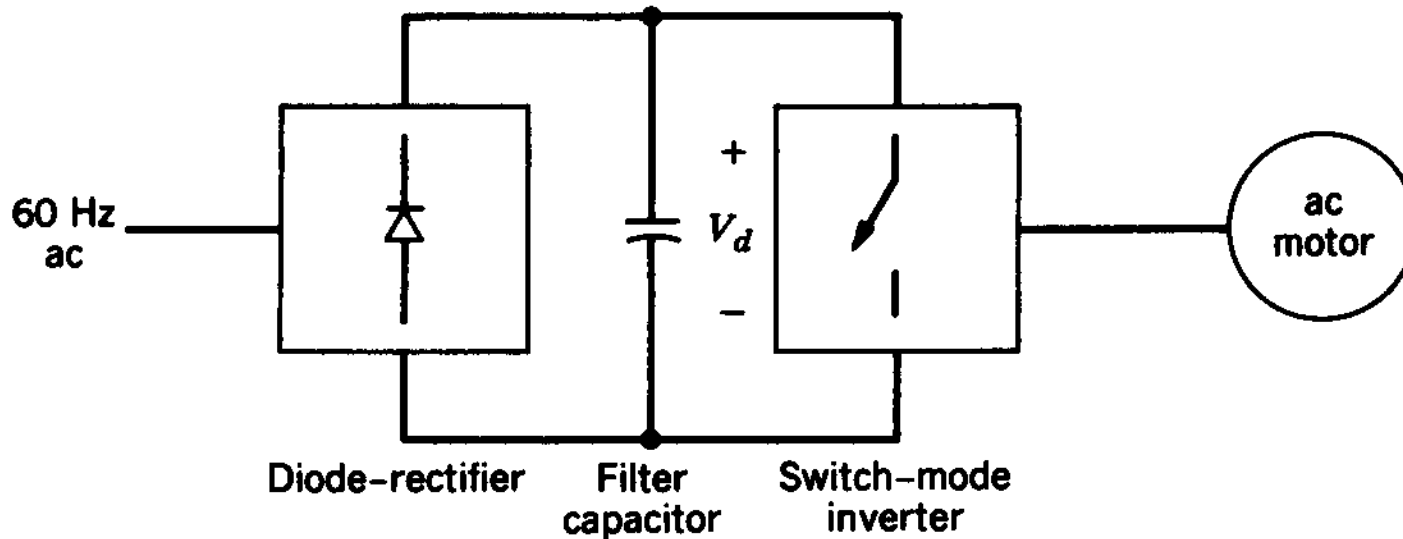 60 Hz
ac
+
V_d
−
ac
motor
Diode-rectifier
Filter
capacitor
Switch-mode
inverter